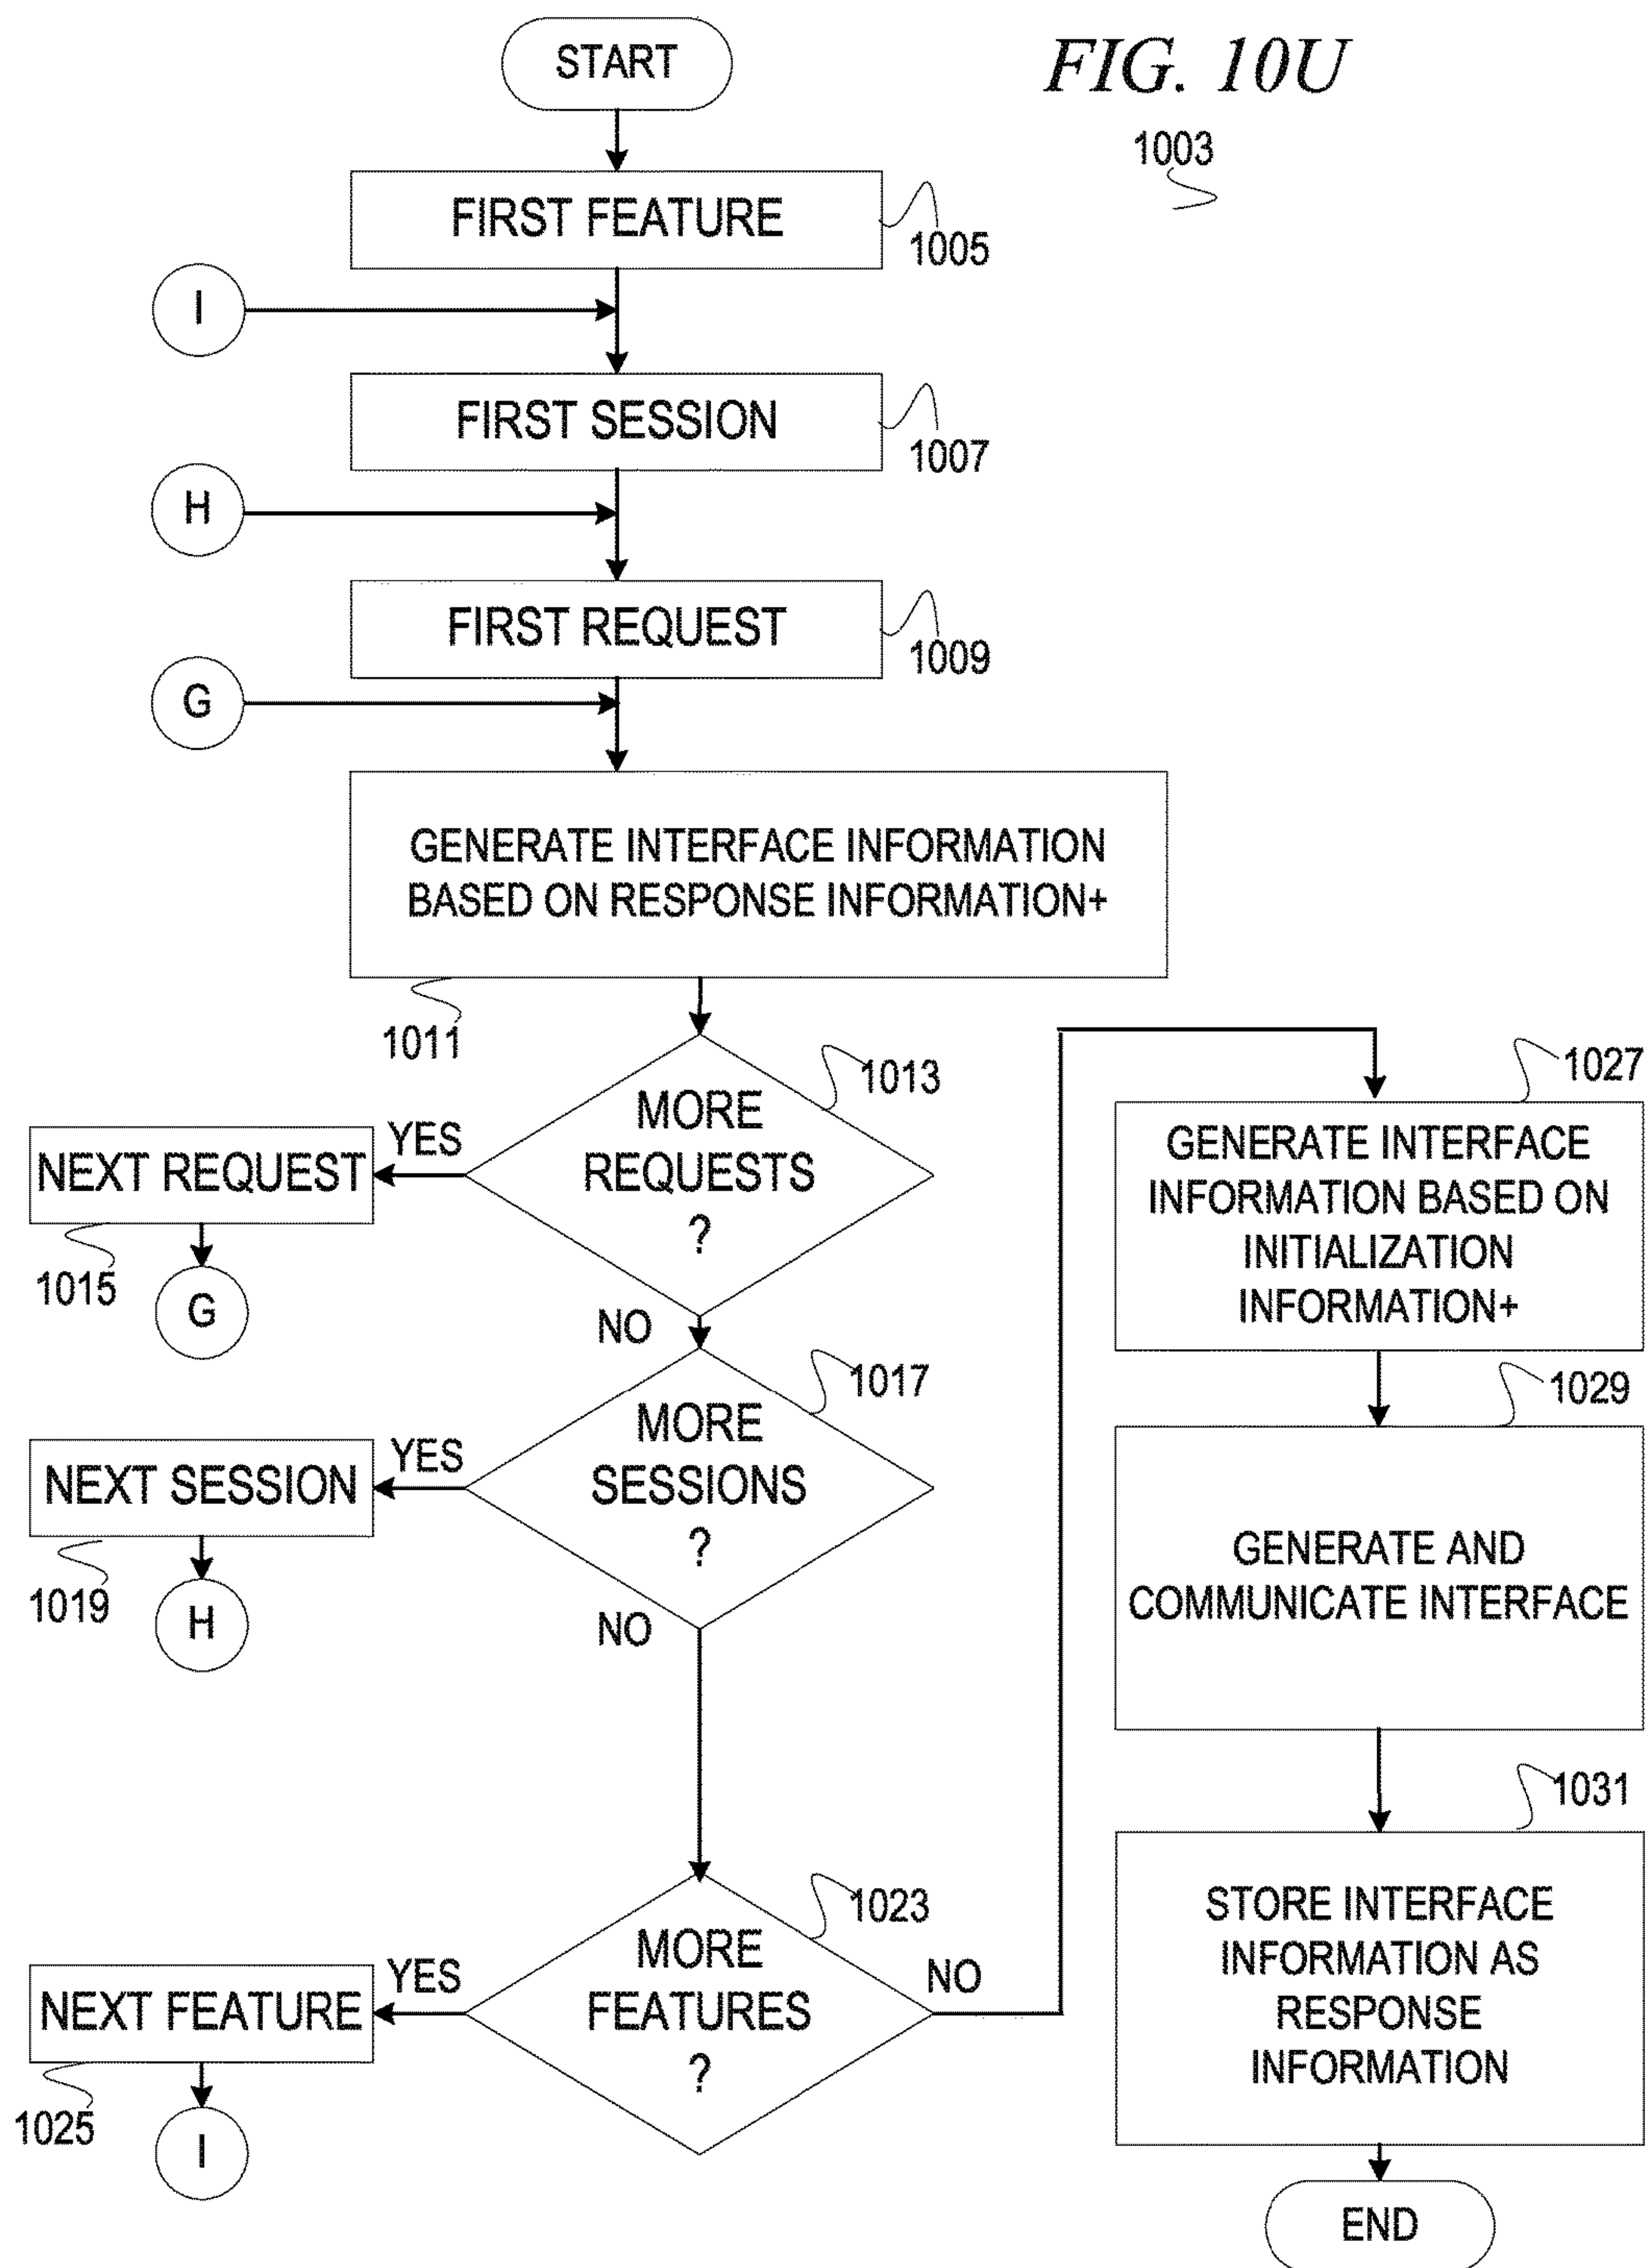 START
FIG. 10U
1003
FIRST FEATURE
1005
I
FIRST SESSION
1007
H
FIRST REQUEST
1009
G
GENERATE INTERFACE INFORMATION
BASED ON RESPONSE INFORMATION+
1011
1013
MORE
REQUESTS
?
YES
NEXT REQUEST
1015
G
NO
1017
MORE
SESSIONS
?
YES
NEXT SESSION
1019
H
NO
1023
MORE
FEATURES
?
YES
NEXT FEATURE
1025
I
NO
1027
GENERATE INTERFACE
INFORMATION BASED ON
INITIALIZATION
INFORMATION+
1029
GENERATE AND
COMMUNICATE INTERFACE
1031
STORE INTERFACE
INFORMATION AS
RESPONSE
INFORMATION
END